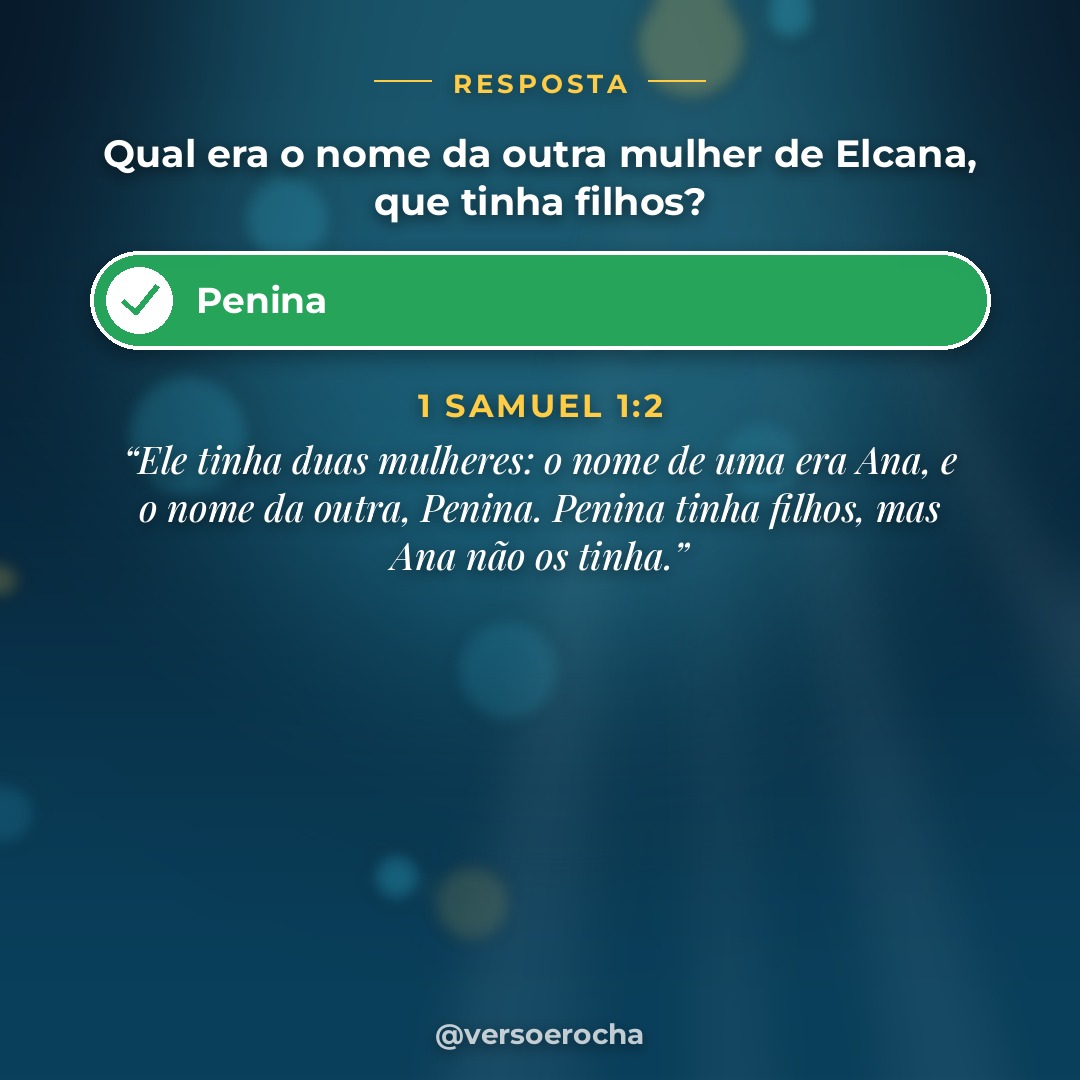 RESPOSTA
Qual era o nome da outra mulher de Elcana,
que tinha filhos?
Penina
1 SAMUEL 1:2
“Ele tinha duas mulheres: o nome de uma era Ana, e
o nome da outra, Penina. Penina tinha filhos, mas
Ana não os tinha.”
@versoerocha